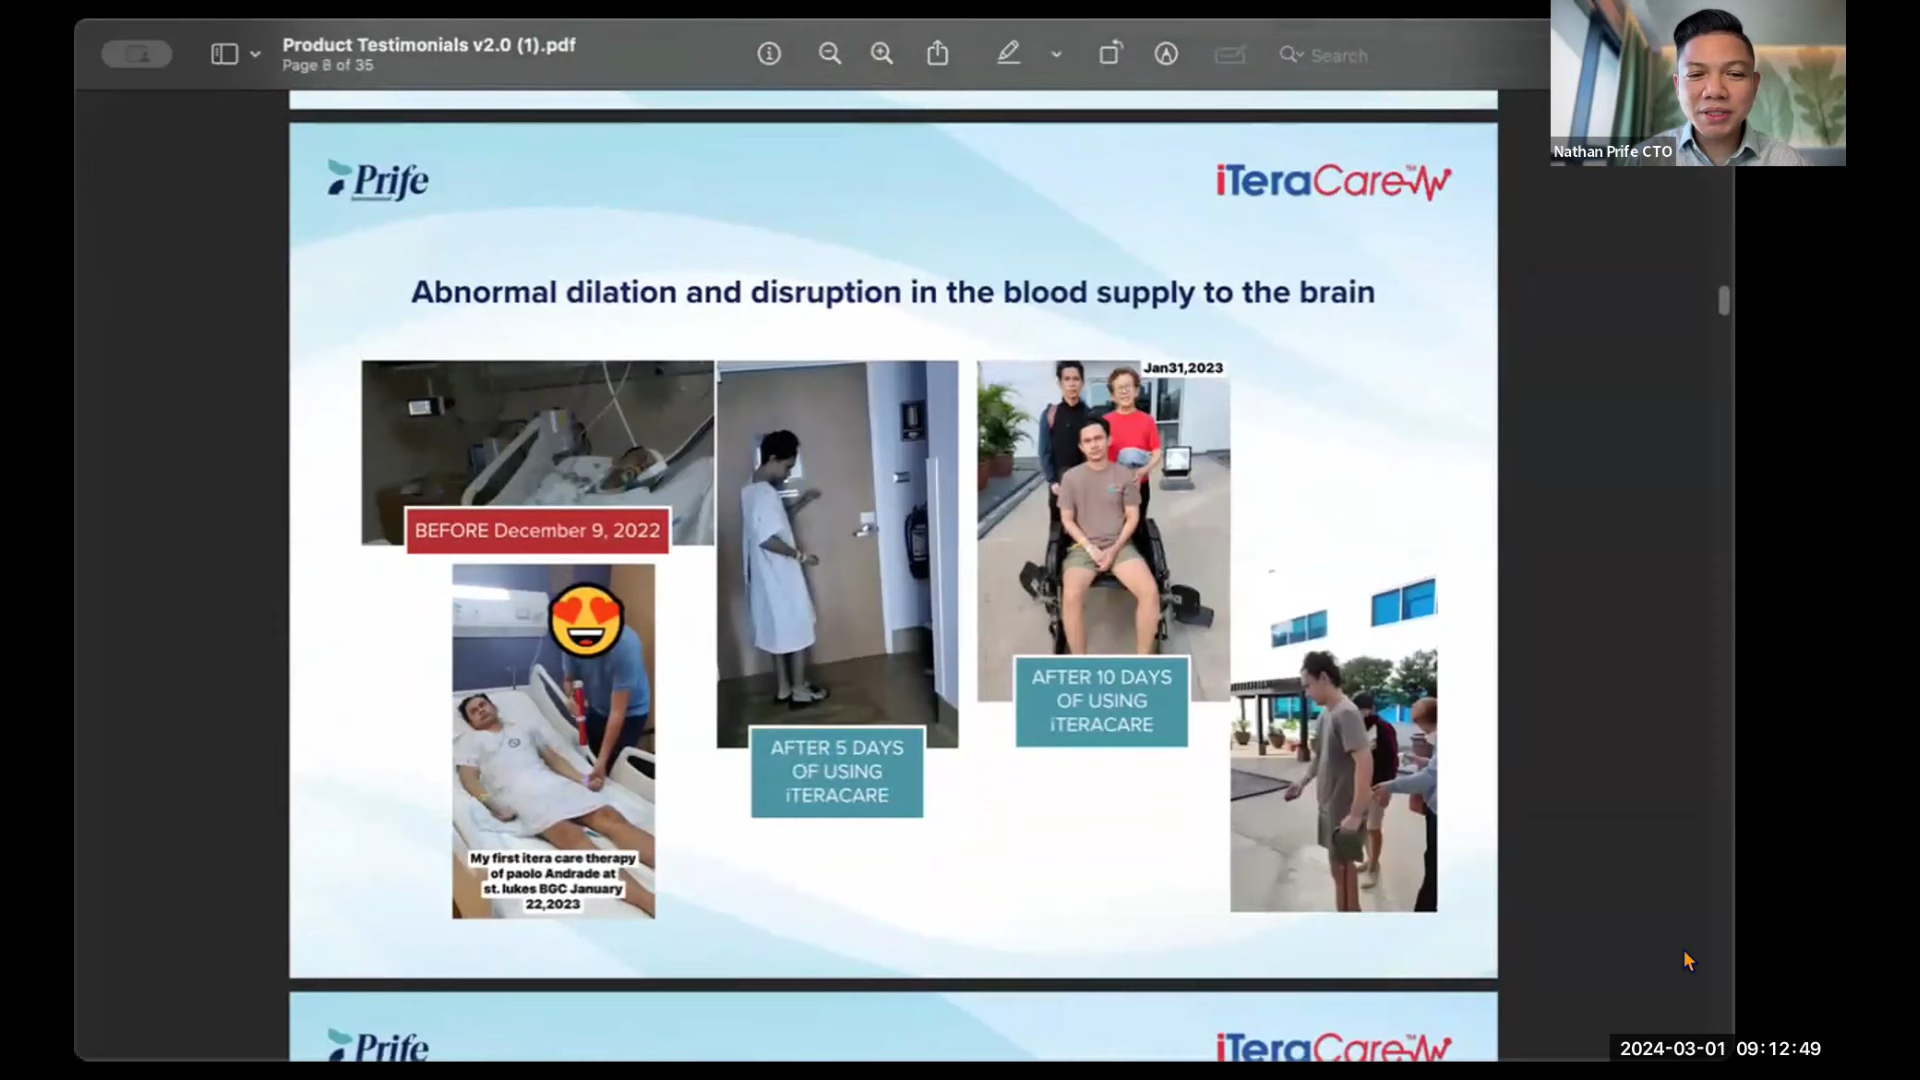 Product Testimonials v2.0 (1).pdf
Page 8 of 35
Search
Nathan Prife CTO
Prife
iTeraCare
TM
Abnormal dilation and disruption in the blood supply to the brain
BEFORE December 9, 2022
My first itera care therapy
of paolo Andrade at
st. lukes BGC January
22,2023
AFTER 5 DAYS
OF USING
iTERACARE
Jan31,2023
AFTER 10 DAYS
OF USING
iTERACARE
Prife
iTeraCare
2024-03-01 09:12:49